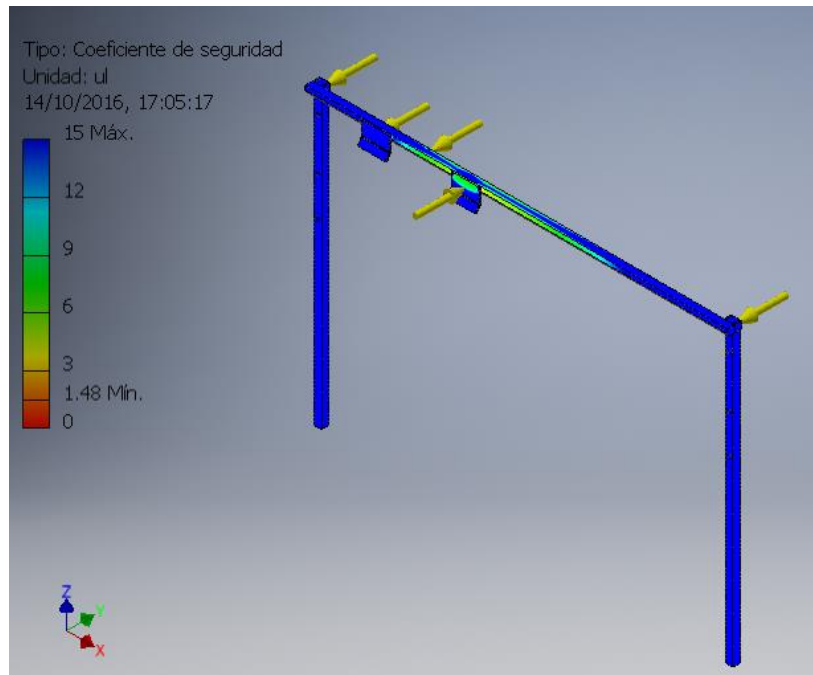 Tipo: Coeficiente de seguridad
Unidad: ul
14/10/2016, 17:05:17
15 Máx.
12
9
6
3
1.48 Mín.
0
Z
Y
X